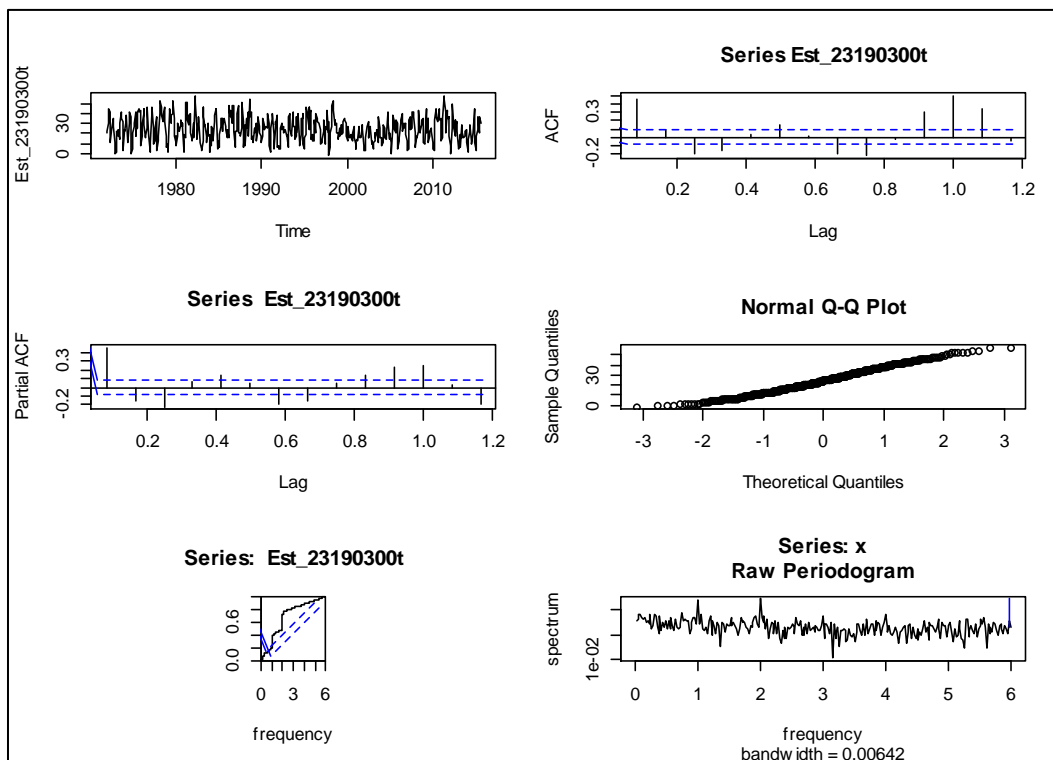 Est_23190300t
0 30
1980 1990 2000 2010
Time
Series Est_23190300t
ACF
-0.2 0.3
0.2 0.4 0.6 0.8 1.0 1.2
Lag
Series Est_23190300t
Partial ACF
-0.2 0.3
0.2 0.4 0.6 0.8 1.0 1.2
Lag
Normal Q-Q Plot
Sample Quantiles
0 30
-3 -2 -1 0 1 2 3
Theoretical Quantiles
Series: Est_23190300t
0.0 0.6
0 3 6
frequency
Series: x
Raw Periodogram
spectrum
1e-02
0 1 2 3 4 5 6
frequency
bandwidth = 0.00642